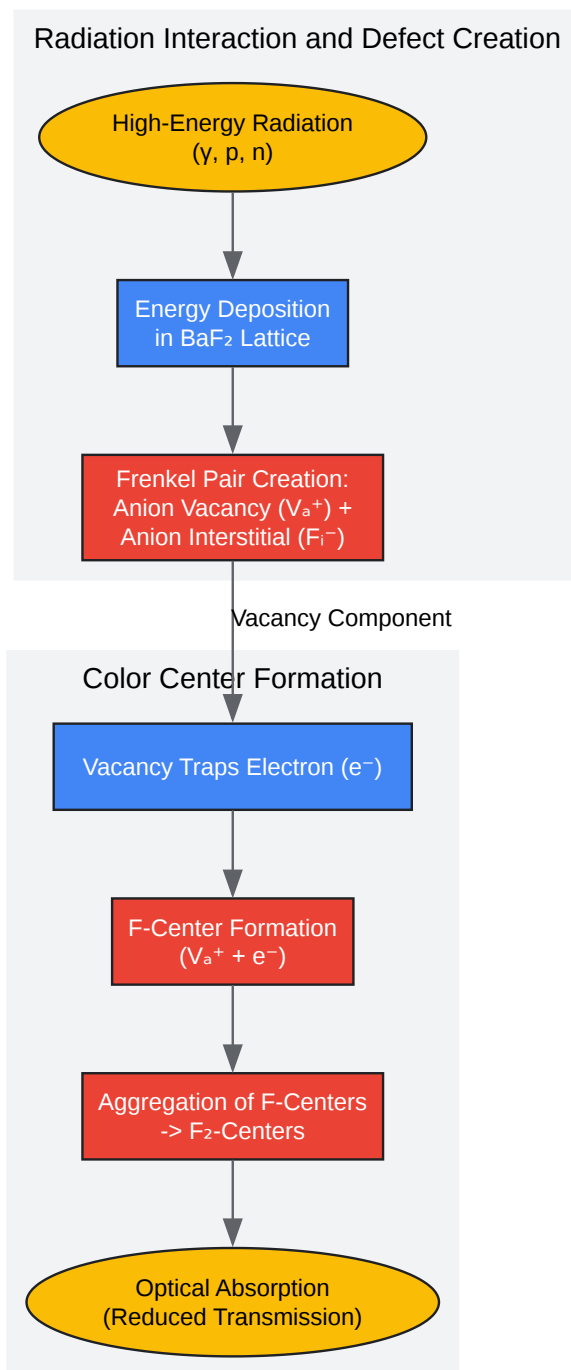 Radiation Interaction and Defect Creation
High-Energy Radiation
(γ, p, n)
Energy Deposition
in BaF₂ Lattice
Frenkel Pair Creation:
Anion Vacancy (Vₐ⁺) +
Anion Interstitial (Fᵢ⁻)
Vacancy Component
Color Center Formation
Vacancy Traps Electron (e⁻)
F-Center Formation
(Vₐ⁺ + e⁻)
Aggregation of F-Centers
-> F₂-Centers
Optical Absorption
(Reduced Transmission)